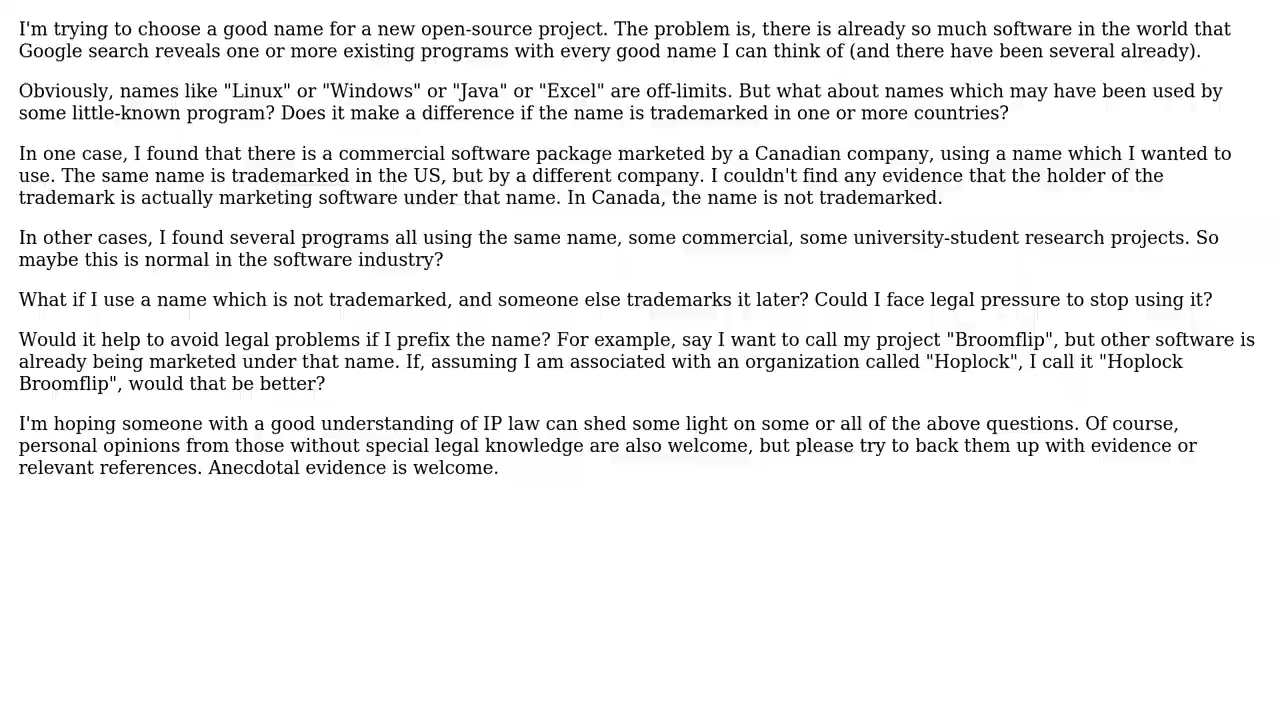 I'm trying to choose a good name for a new open-source project. The problem is, there is already so much software in the world that
Google search reveals one or more existing programs with every good name I can think of (and there have been several already).
Obviously, names like "Linux" or "Windows" or "Java" or "Excel" are off-limits. But what about names which may have been used by
some little-known program? Does it make a difference if the name is trademarked in one or more countries?
In one case, I found that there is a commercial software package marketed by a Canadian company, using a name which I wanted to
use. The same name is trademarked in the US, but by a different company. I couldn't find any evidence that the holder of the
trademark is actually marketing software under that name. In Canada, the name is not trademarked.
In other cases, I found several programs all using the same name, some commercial, some university-student research projects. So
maybe this is normal in the software industry?
What if I use a name which is not trademarked, and someone else trademarks it later? Could I face legal pressure to stop using it?
Would it help to avoid legal problems if I prefix the name? For example, say I want to call my project "Broomflip", but other software is
already being marketed under that name. If, assuming I am associated with an organization called "Hoplock", I call it "Hoplock
Broomflip", would that be better?
I'm hoping someone with a good understanding of IP law can shed some light on some or all of the above questions. Of course,
personal opinions from those without special legal knowledge are also welcome, but please try to back them up with evidence or
relevant references. Anecdotal evidence is welcome.